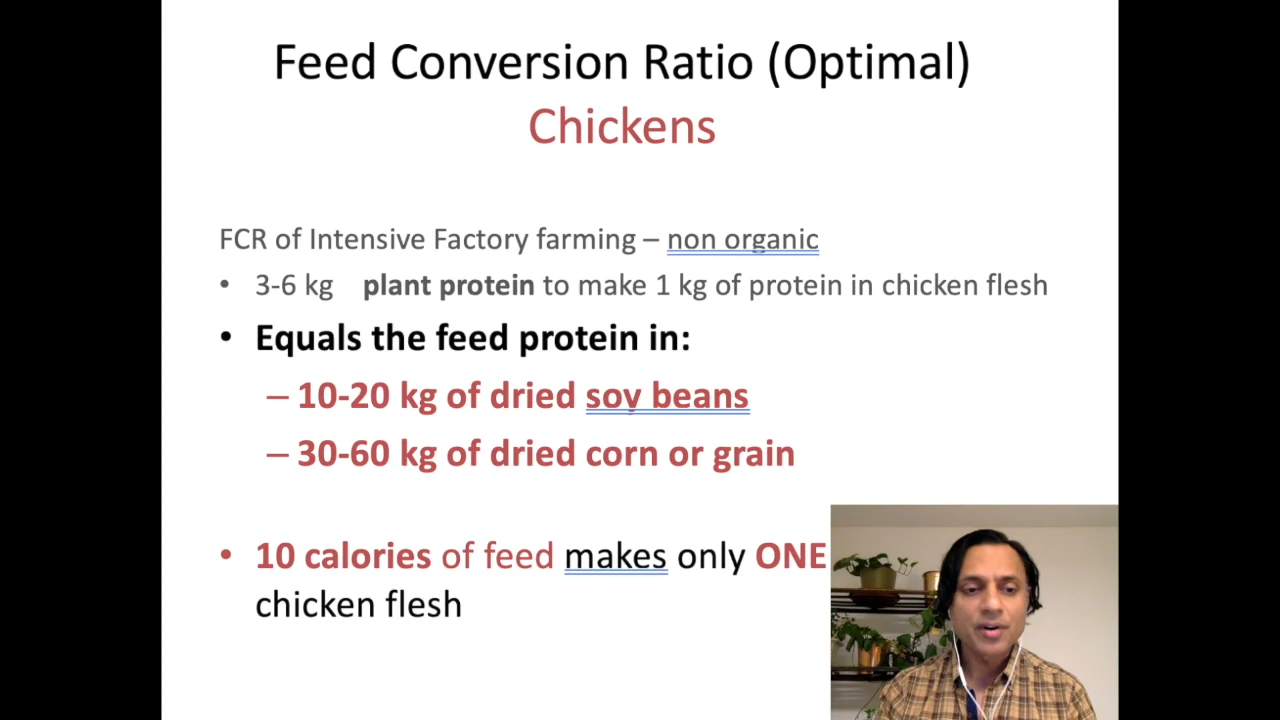 Feed Conversion Ratio (Optimal)
Chickens
FCR of Intensive Factory farming – non organic
• 3-6 kg plant protein to make 1 kg of protein in chicken flesh
• Equals the feed protein in:
– 10-20 kg of dried soy beans
– 30-60 kg of dried corn or grain
• 10 calories of feed makes only ONE
chicken flesh